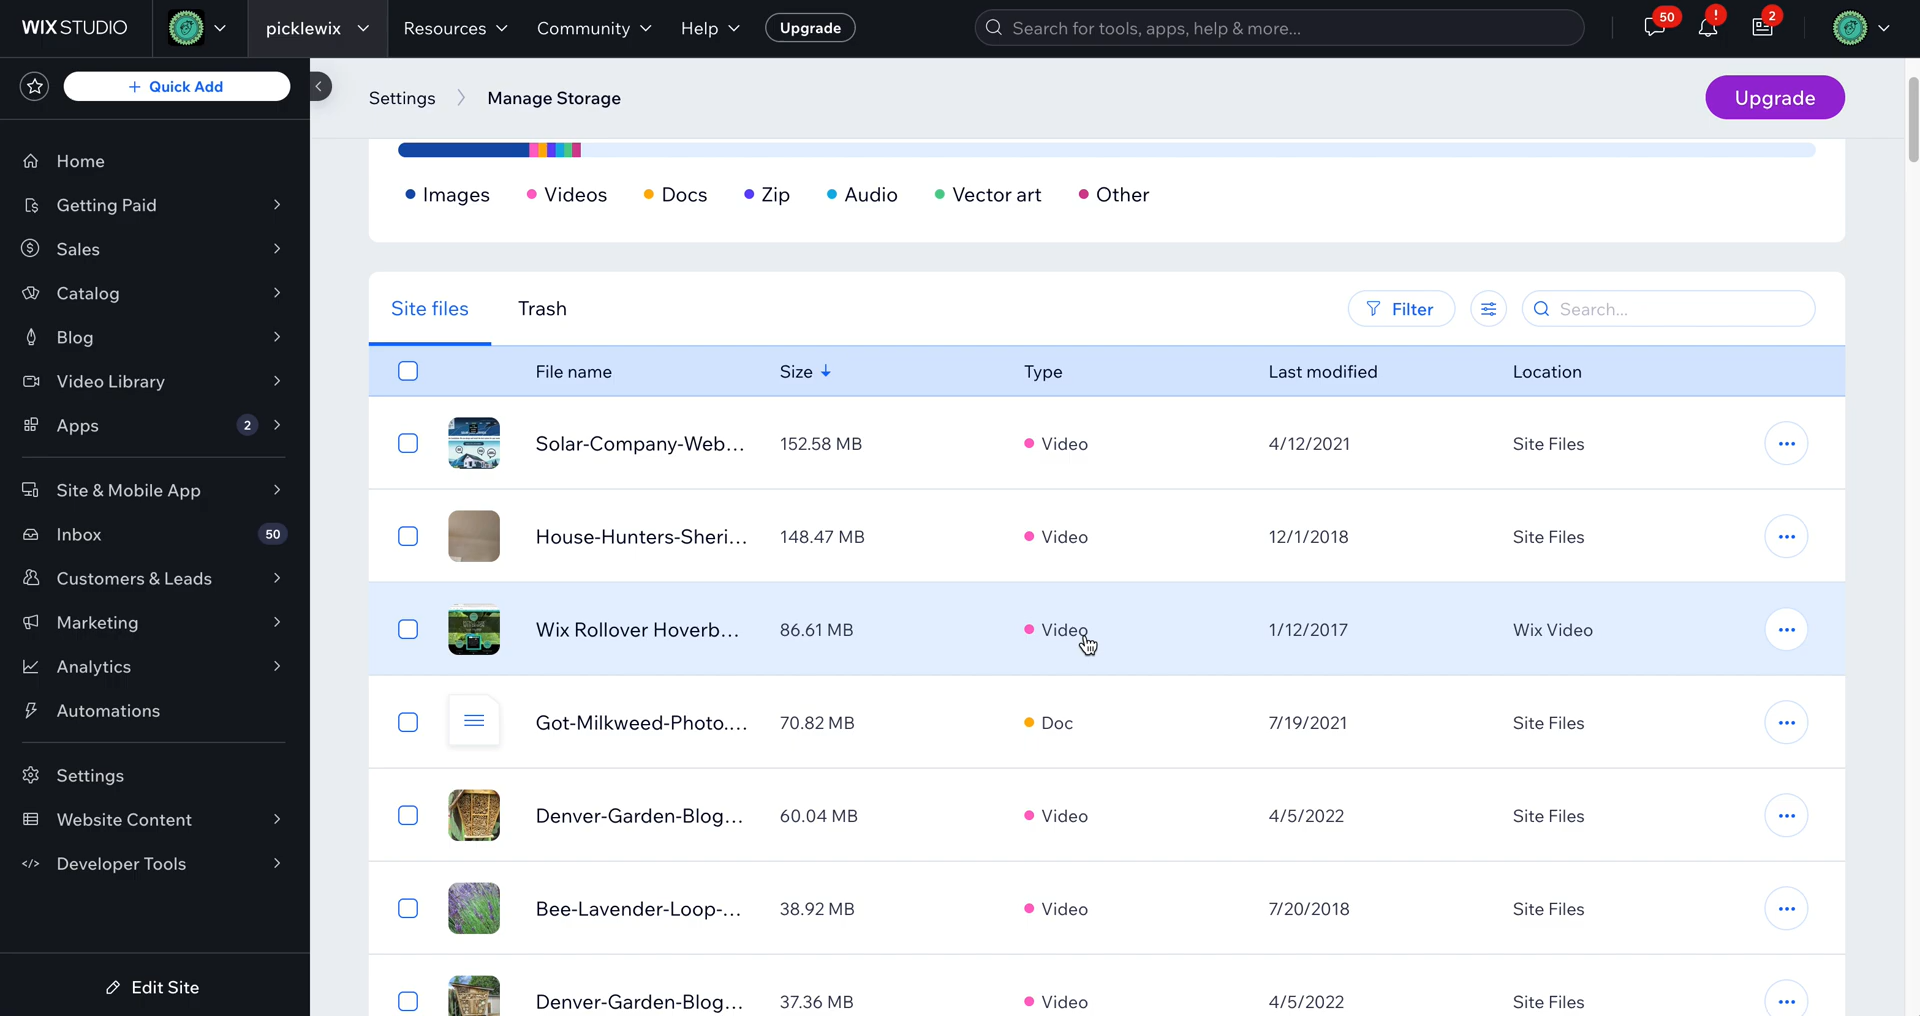 WIX STUDIO
picklewix
Resources
Community
Help
Upgrade
Search for tools, apps, help & more...
50
!
2
+ Quick Add
Settings > Manage Storage
Upgrade
Home
Getting Paid
Sales
Catalog
Blog
Video Library
Apps 2
Site & Mobile App
Inbox 50
Customers & Leads
Marketing
Analytics
Automations
Settings
Website Content
Developer Tools
Edit Site
Images Videos Docs Zip Audio Vector art Other
Site files Trash Filter Search...
File name Size Type Last modified Location
Solar-Company-Web... 152.58 MB Video 4/12/2021 Site Files
House-Hunters-Sheri... 148.47 MB Video 12/1/2018 Site Files
Wix Rollover Hoverb... 86.61 MB Video 1/12/2017 Wix Video
Got-Milkweed-Photo.... 70.82 MB Doc 7/19/2021 Site Files
Denver-Garden-Blog... 60.04 MB Video 4/5/2022 Site Files
Bee-Lavender-Loop-... 38.92 MB Video 7/20/2018 Site Files
Denver-Garden-Blog... 37.36 MB Video 4/5/2022 Site Files